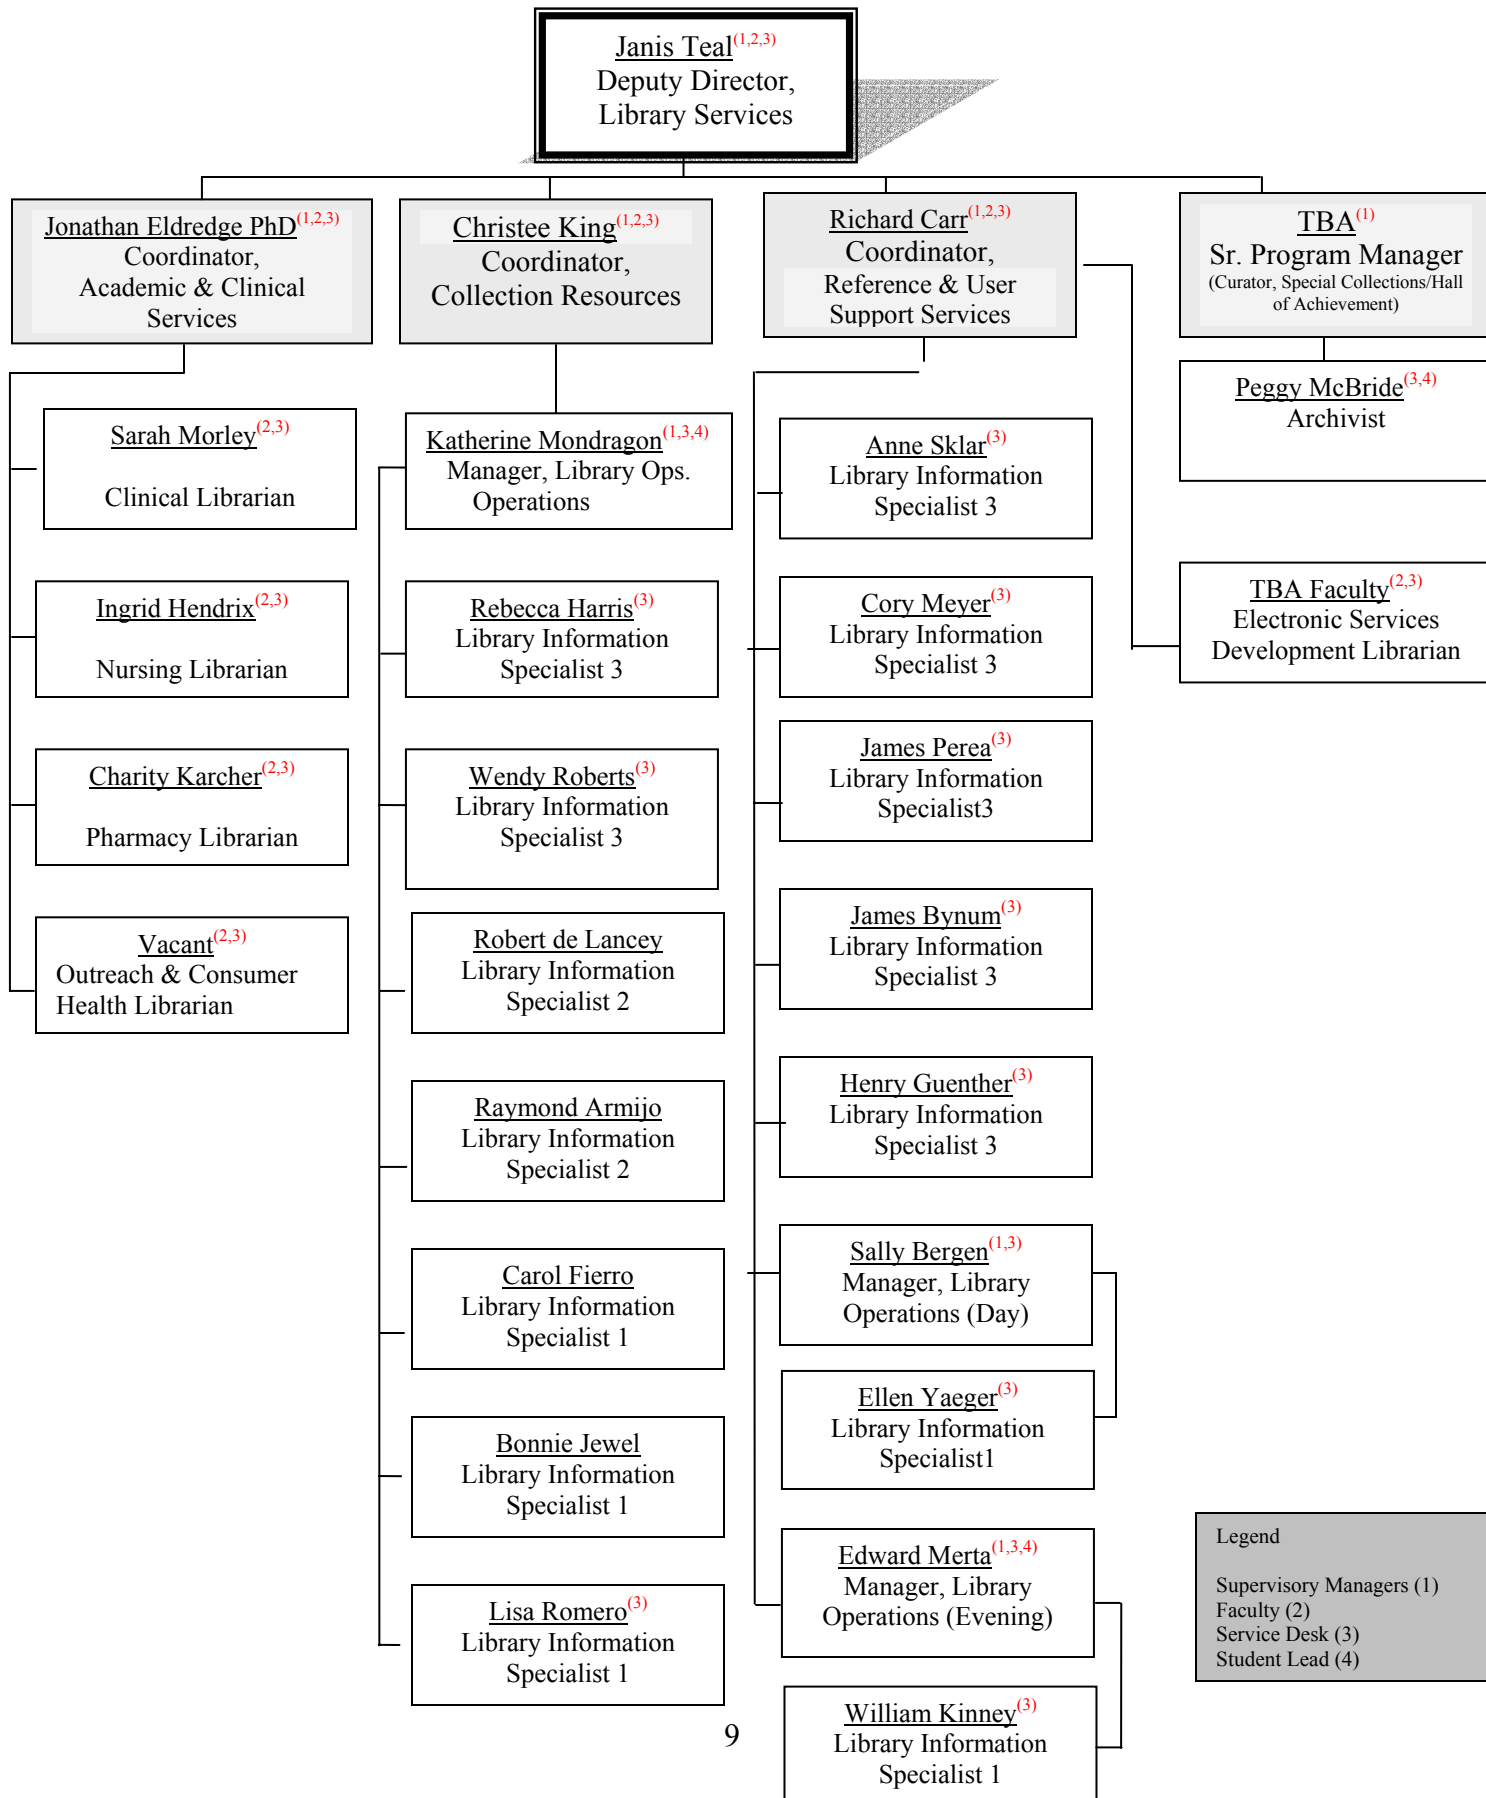 Janis Teal(1,2,3)
Deputy Director,
Library Services
Jonathan Eldredge PhD(1,2,3)
Coordinator,
Academic & Clinical
Services
Sarah Morley(2,3)
Clinical Librarian
Ingrid Hendrix(2,3)
Nursing Librarian
Charity Karcher(2,3)
Pharmacy Librarian
Vacant(2,3)
Outreach & Consumer
Health Librarian
Christee King(1,2,3)
Coordinator,
Collection Resources
Katherine Mondragon(1,3,4)
Manager, Library Ops.
Operations
Rebecca Harris(3)
Library Information
Specialist 3
Wendy Roberts(3)
Library Information
Specialist 3
Robert de Lancey
Library Information
Specialist 2
Raymond Armijo
Library Information
Specialist 2
Carol Fierro
Library Information
Specialist 1
Bonnie Jewel
Library Information
Specialist 1
Lisa Romero(3)
Library Information
Specialist 1
Richard Carr(1,2,3)
Coordinator,
Reference & User
Support Services
Anne Sklar(3)
Library Information
Specialist 3
Cory Meyer(3)
Library Information
Specialist 3
James Perea(3)
Library Information
Specialist3
James Bynum(3)
Library Information
Specialist 3
Henry Guenther(3)
Library Information
Specialist 3
Sally Bergen(1,3)
Manager, Library
Operations (Day)
Ellen Yaeger(3)
Library Information
Specialist1
Edward Merta(1,3,4)
Manager, Library
Operations (Evening)
William Kinney(3)
Library Information
Specialist 1
TBA(1)
Sr. Program Manager
(Curator, Special Collections/Hall
of Achievement)
Peggy McBride(3,4)
Archivist
TBA Faculty(2,3)
Electronic Services
Development Librarian
Legend
Supervisory Managers (1)
Faculty (2)
Service Desk (3)
Student Lead (4)
9